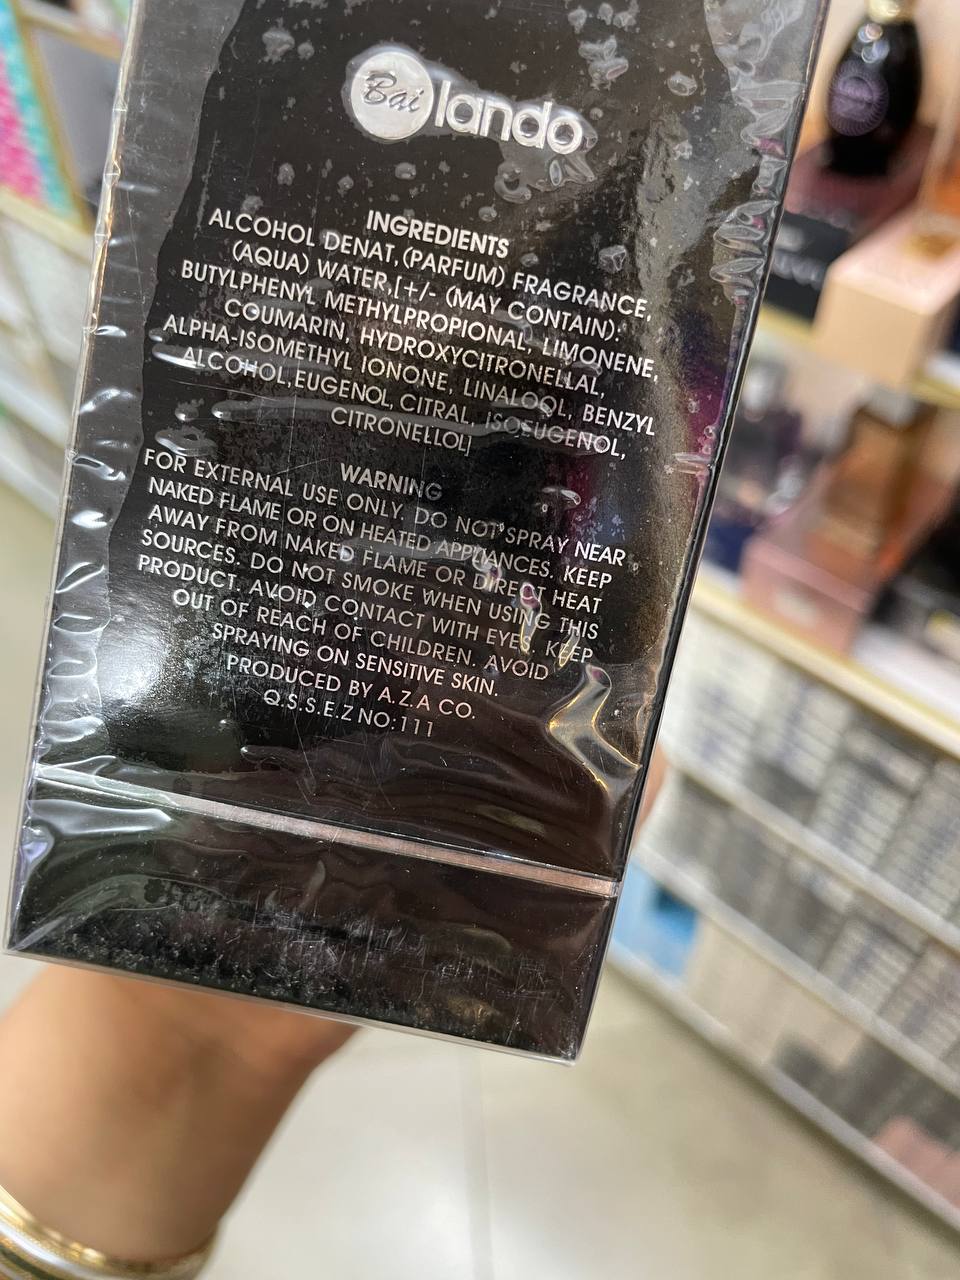 Bai lando
INGREDIENTS
ALCOHOL DENAT, (PARFUM) FRAGRANCE,
(AQUA) WATER, [+/- (MAY CONTAIN):
BUTYLPHENYL METHYLPROPIONAL, LIMONENE,
COUMARIN, HYDROXYCITRONELLAL,
ALPHA-ISOMETHYL IONONE, LINALOOL, BENZYL
ALCOHOL, EUGENOL, CITRAL, ISOEUGENOL,
CITRONELLOL]
WARNING
FOR EXTERNAL USE ONLY. DO NOT SPRAY NEAR
NAKED FLAME OR ON HEATED APPLIANCES. KEEP
AWAY FROM NAKED FLAME OR DIRECT HEAT
SOURCES. DO NOT SMOKE WHEN USING THIS
PRODUCT. AVOID CONTACT WITH EYES. KEEP
OUT OF REACH OF CHILDREN. AVOID
SPRAYING ON SENSITIVE SKIN.
PRODUCED BY A.Z.A CO.
Q.S.S.E.Z NO:111